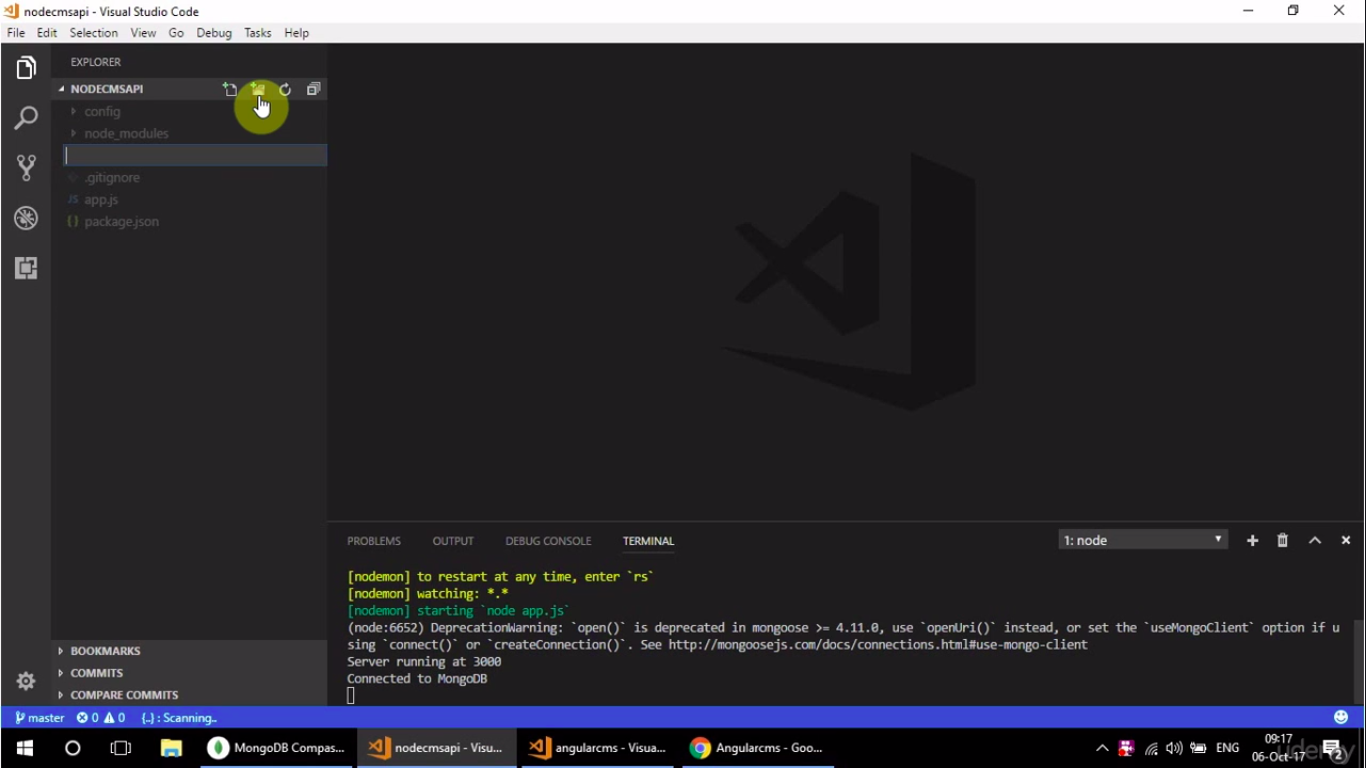 nodecmsapi - Visual Studio Code
File Edit Selection View Go Debug Tasks Help
EXPLORER
NODECMSAPI
config
node_modules
.gitignore
JS app.js
{} package.json
BOOKMARKS
COMMITS
COMPARE COMMITS
PROBLEMS OUTPUT DEBUG CONSOLE TERMINAL 1: node
[nodemon] to restart at any time, enter `rs`
[nodemon] watching: *.*
[nodemon] starting `node app.js`
(node:6652) DeprecationWarning: `open()` is deprecated in mongoose >= 4.11.0, use `openUri()` instead, or set the `useMongoClient` option if u
sing `connect()` or `createConnection()`. See http://mongoosejs.com/docs/connections.html#use-mongo-client
Server running at 3000
Connected to MongoDB
master 0 0 {..} : Scanning..
MongoDB Compas... nodecmsapi - Visu... angularcms - Visua... Angularcms - Goo... ENG 09:17
06-Oct-17 2
udemy